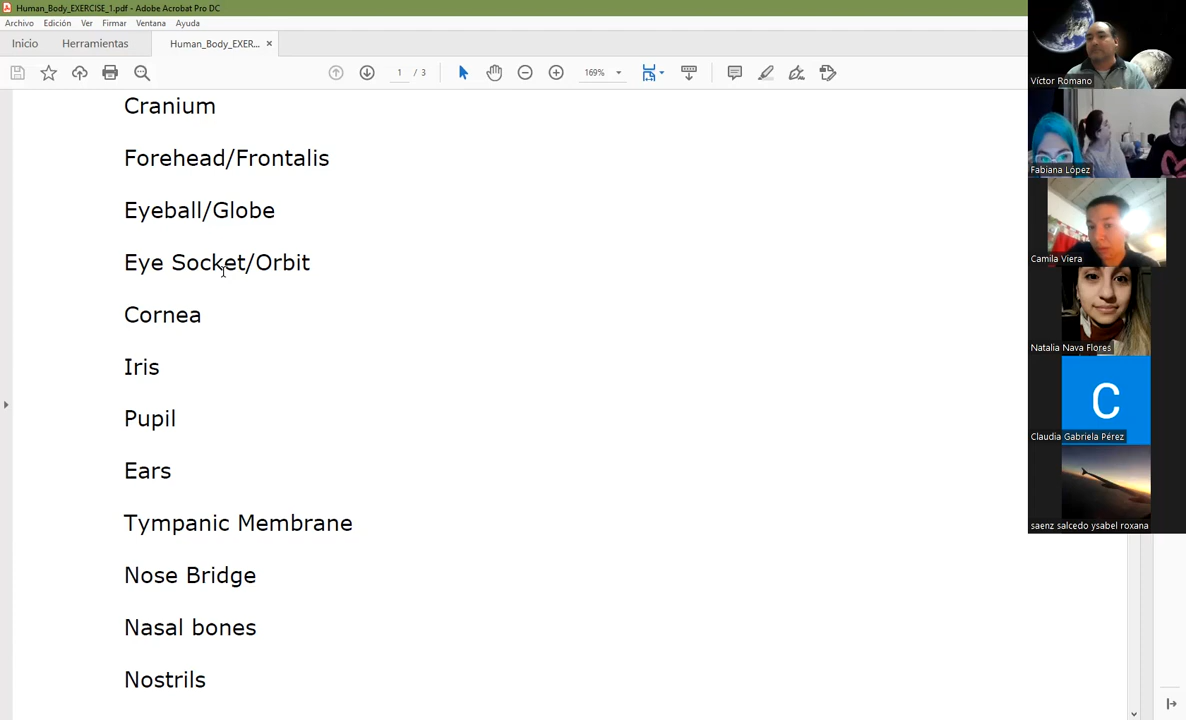 Human_Body_EXERCISE_1.pdf - Adobe Acrobat Pro DC
Archivo Edición Ver Firmar Ventana Ayuda
Inicio Herramientas Human_Body_EXER... ×
1 / 3 169%
Cranium
Forehead/Frontalis
Eyeball/Globe
Eye Socket/Orbit
Cornea
Iris
Pupil
Ears
Tympanic Membrane
Nose Bridge
Nasal bones
Nostrils
Víctor Romano
Fabiana López
Camila Viera
Natalia Nava Flores
C
Claudia Gabriela Pérez
saenz salcedo ysabel roxana